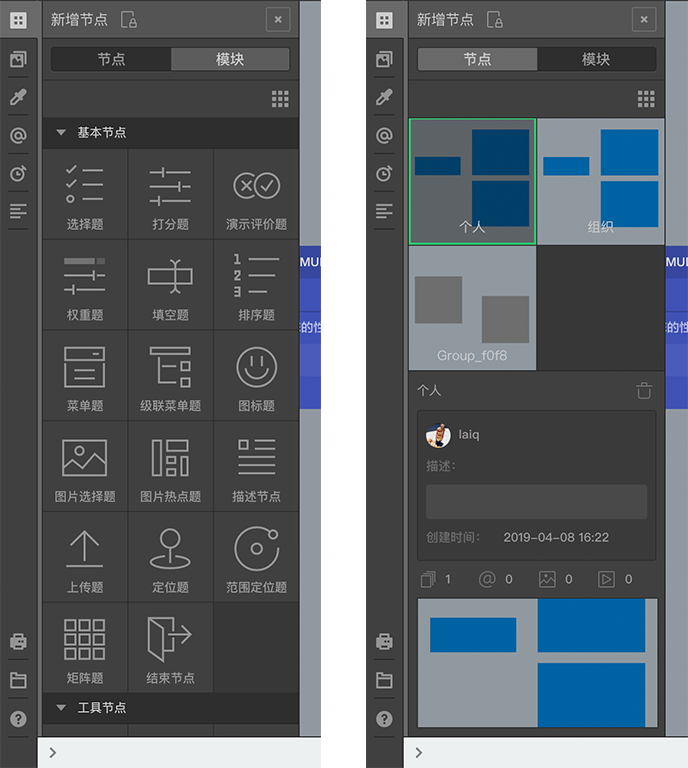 新增节点
节点 模块
基本节点
选择题 打分题 演示评价题
1
2
3
权重题 填空题 排序题
菜单题 级联菜单题 图标题
图片选择题 图片热点题 描述节点
上传题 定位题 范围定位题
矩阵题 结束节点
工具节点
MUL
的性
新增节点
节点 模块
个人 组织
Group_f0f8
个人
laiq
描述：
创建时间： 2019-04-08 16:22
1 0 0 0
MUL
的性